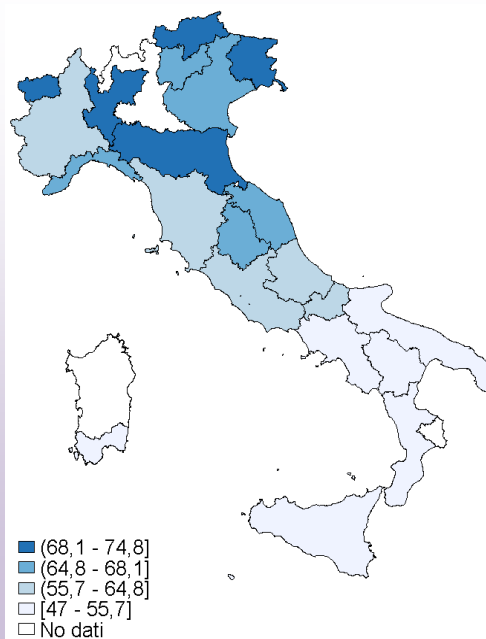 (68,1 - 74,8]
(64,8 - 68,1]
(55,7 - 64,8]
[47 - 55,7]
No dati